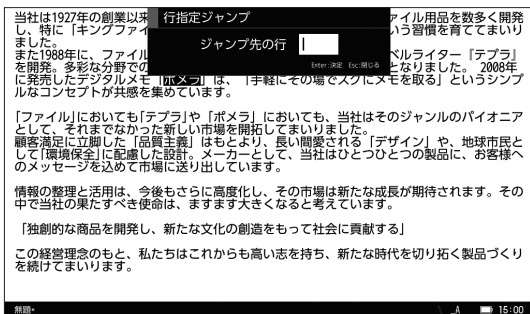 当社は1927年の創業以来
行指定ジャンプ
ァイル用品を数多く開発
し、特に「キングファイ
いう習慣を育ててまいり
ました。
ジャンプ先の行
また1988年に、ファイル
ベルライター「テプラ」
を開発。多彩な分野での
Enter:決定 Esc:閉じる
となりました。 2008年
に発売したデジタルメモ「ポメラ」は、「手軽にその場でスグにメモを取る」というシンプ
ルなコンセプトが共感を集めています。
「ファイル」においても「テプラ」や「ポメラ」においても、当社はそのジャンルのパイオニア
として、それまでなかった新しい市場を開拓してまいりました。
顧客満足に立脚した「品質主義」はもとより、長い間愛される「デザイン」や、地球市民と
して「環境保全」に配慮した設計。メーカーとして、当社はひとつひとつの製品に、お客様へ
のメッセージを込めて市場に送り出しています。
情報の整理と活用は、今後もさらに高度化し、その市場は新たな成長が期待されます。その
中で当社の果たすべき使命は、ますます大きくなると考えています。
「独創的な商品を開発し、新たな文化の創造をもって社会に貢献する」
この経営理念のもと、私たちはこれからも高い志を持ち、新たな時代を切り拓く製品づくり
を続けてまいります。
無題*
_A 15:00